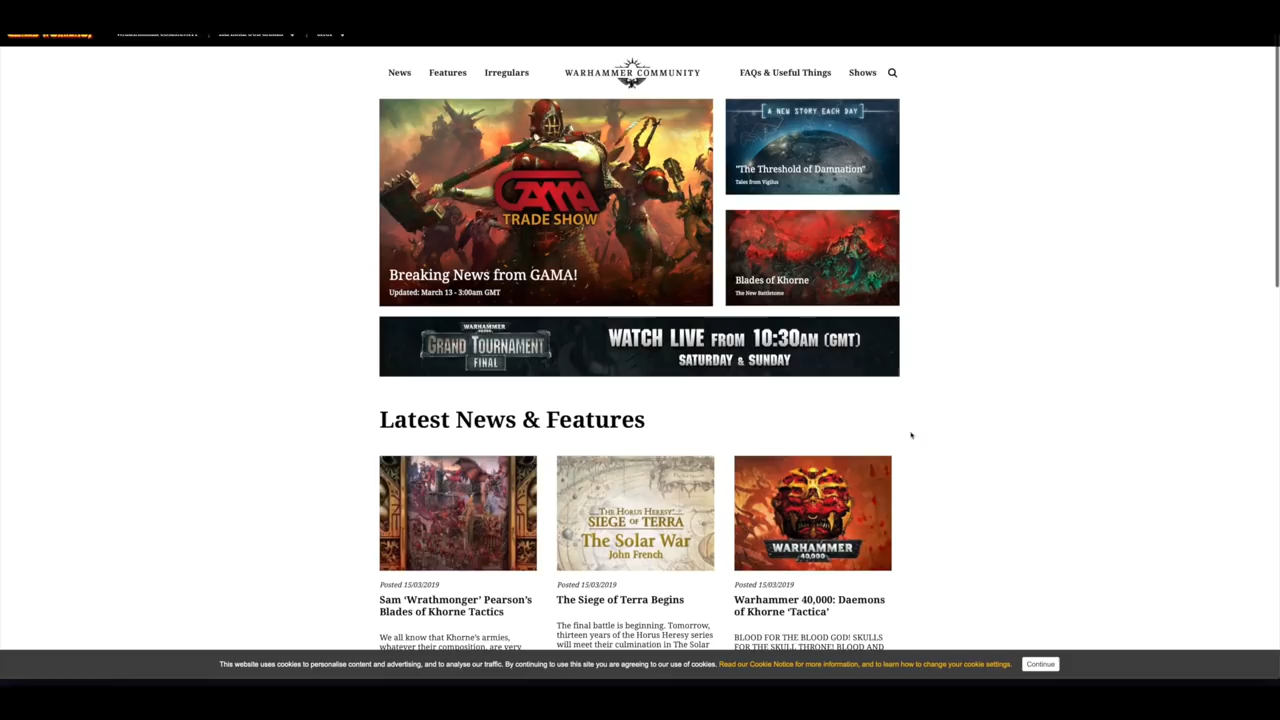 News Features Irregulars WARHAMMER COMMUNITY FAQs & Useful Things Shows
GAMA
TRADE SHOW
Breaking News from GAMA!
Updated: March 13 - 3:00am GMT
A NEW STORY EACH DAY
"The Threshold of Damnation"
Tales from Vigilus
Blades of Khorne
The New Battletome
WARHAMMER
40,000
GRAND TOURNAMENT
FINAL
WATCH LIVE FROM 10:30AM (GMT)
SATURDAY & SUNDAY
Latest News & Features
Posted 15/03/2019
Sam ‘Wrathmonger’ Pearson’s
Blades of Khorne Tactics
We all know that Khorne’s armies,
whatever their composition, are very
THE HORUS HERESY
SIEGE OF TERRA
The Solar War
John French
Posted 15/03/2019
The Siege of Terra Begins
The final battle is beginning. Tomorrow,
thirteen years of the Horus Heresy series
will meet their culmination in The Solar
WARHAMMER
40,000
Posted 15/03/2019
Warhammer 40,000: Daemons
of Khorne ‘Tactica’
BLOOD FOR THE BLOOD GOD! SKULLS
FOR THE SKULL THRONE! BLOOD AND
This website uses cookies to personalise content and advertising, and to analyse our traffic. By continuing to use this site you are agreeing to our use of cookies. Read our Cookie Notice for more information, and to learn how to change your cookie settings. Continue